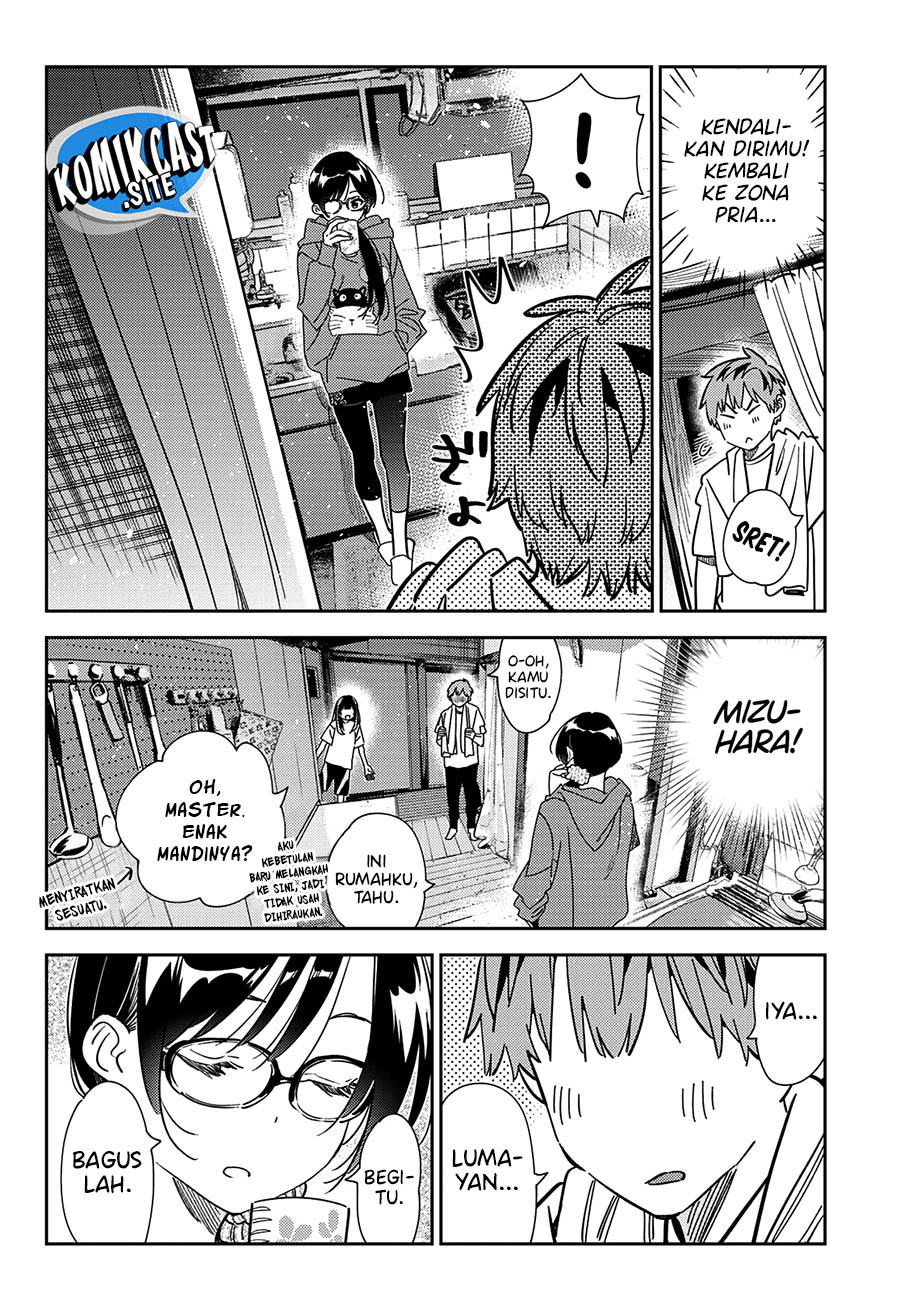 KENDALI-
KAN DIRIMU!
KEMBALI
KE ZONA
PRIA...
SRET!
!
ぎょ
KOMIKCAST
.SITE
MIZU-
HARA!
O-OH,
KAMU
DISITU.
INI
RUMAHKU,
TAHU.
AKU
KEBETULAN
BARU MELANGKAH
KE SINI, JADI
TIDAK USAH
DIHIRAUKAN.
OH,
MASTER.
ENAK
MANDINYA?
MENYIRATKAN
SESUATU.
IYA...
LUMA-
YAN...
BEGI-
TU.
BAGUS
LAH.